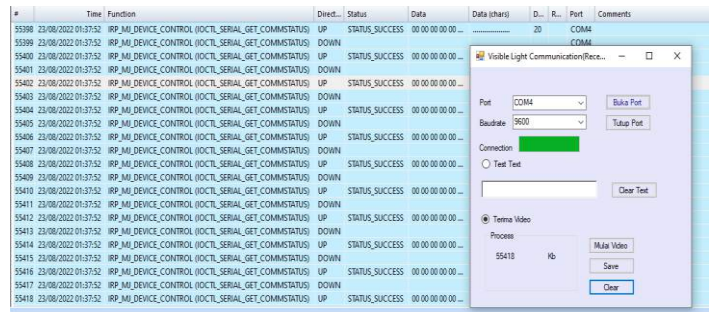 # Time Function Direct... Status Data Data (chars) D... R... Port Comments
55398 23/08/2022 01:37:52 IRP_MJ_DEVICE_CONTROL (IOCTL_SERIAL_GET_COMMSTATUS) UP STATUS_SUCCESS 00 00 00 00 00 ... .................. 20 COM4
55399 23/08/2022 01:37:52 IRP_MJ_DEVICE_CONTROL (IOCTL_SERIAL_GET_COMMSTATUS) DOWN COM4
55400 23/08/2022 01:37:52 IRP_MJ_DEVICE_CONTROL (IOCTL_SERIAL_GET_COMMSTATUS) UP STATUS_SUCCESS 00 00 00 00 00 ...
55401 23/08/2022 01:37:52 IRP_MJ_DEVICE_CONTROL (IOCTL_SERIAL_GET_COMMSTATUS) DOWN
55402 23/08/2022 01:37:52 IRP_MJ_DEVICE_CONTROL (IOCTL_SERIAL_GET_COMMSTATUS) UP STATUS_SUCCESS 00 00 00 00 00 ...
55403 23/08/2022 01:37:52 IRP_MJ_DEVICE_CONTROL (IOCTL_SERIAL_GET_COMMSTATUS) DOWN
55404 23/08/2022 01:37:52 IRP_MJ_DEVICE_CONTROL (IOCTL_SERIAL_GET_COMMSTATUS) UP STATUS_SUCCESS 00 00 00 00 00 ...
55405 23/08/2022 01:37:52 IRP_MJ_DEVICE_CONTROL (IOCTL_SERIAL_GET_COMMSTATUS) DOWN
55406 23/08/2022 01:37:52 IRP_MJ_DEVICE_CONTROL (IOCTL_SERIAL_GET_COMMSTATUS) UP STATUS_SUCCESS 00 00 00 00 00 ...
55407 23/08/2022 01:37:52 IRP_MJ_DEVICE_CONTROL (IOCTL_SERIAL_GET_COMMSTATUS) DOWN
55408 23/08/2022 01:37:52 IRP_MJ_DEVICE_CONTROL (IOCTL_SERIAL_GET_COMMSTATUS) UP STATUS_SUCCESS 00 00 00 00 00 ...
55409 23/08/2022 01:37:52 IRP_MJ_DEVICE_CONTROL (IOCTL_SERIAL_GET_COMMSTATUS) DOWN
55410 23/08/2022 01:37:52 IRP_MJ_DEVICE_CONTROL (IOCTL_SERIAL_GET_COMMSTATUS) UP STATUS_SUCCESS 00 00 00 00 00 ...
55411 23/08/2022 01:37:52 IRP_MJ_DEVICE_CONTROL (IOCTL_SERIAL_GET_COMMSTATUS) DOWN
55412 23/08/2022 01:37:52 IRP_MJ_DEVICE_CONTROL (IOCTL_SERIAL_GET_COMMSTATUS) UP STATUS_SUCCESS 00 00 00 00 00 ...
55413 23/08/2022 01:37:52 IRP_MJ_DEVICE_CONTROL (IOCTL_SERIAL_GET_COMMSTATUS) DOWN
55414 23/08/2022 01:37:52 IRP_MJ_DEVICE_CONTROL (IOCTL_SERIAL_GET_COMMSTATUS) UP STATUS_SUCCESS 00 00 00 00 00 ...
55415 23/08/2022 01:37:52 IRP_MJ_DEVICE_CONTROL (IOCTL_SERIAL_GET_COMMSTATUS) DOWN
55416 23/08/2022 01:37:52 IRP_MJ_DEVICE_CONTROL (IOCTL_SERIAL_GET_COMMSTATUS) UP STATUS_SUCCESS 00 00 00 00 00 ...
55417 23/08/2022 01:37:52 IRP_MJ_DEVICE_CONTROL (IOCTL_SERIAL_GET_COMMSTATUS) DOWN
55418 23/08/2022 01:37:52 IRP_MJ_DEVICE_CONTROL (IOCTL_SERIAL_GET_COMMSTATUS) UP STATUS_SUCCESS 00 00 00 00 00 ...
Visible Light Communication(Rece...
Port COM4 Buka Port
Baudrate 9600 Tutup Port
Connection
Test Text
Clear Text
Terima Video
Process
Mulai Video
55418 Kb
Save
Clear